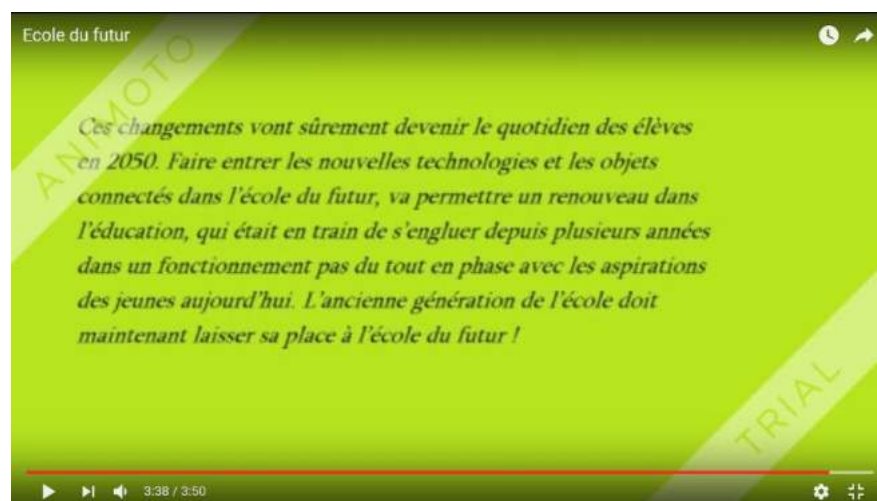 Ecole du futur
ANIMOTO
Ces changements vont sûrement devenir le quotidien des élèves
en 2050. Faire entrer les nouvelles technologies et les objets
connectés dans l'école du futur, va permettre un renouveau dans
l'éducation, qui était en train de s'engluer depuis plusieurs années
dans un fonctionnement pas du tout en phase avec les aspirations
des jeunes aujourd'hui. L'ancienne génération de l'école doit
maintenant laisser sa place à l'école du futur !
TRIAL
3:38 / 3:50